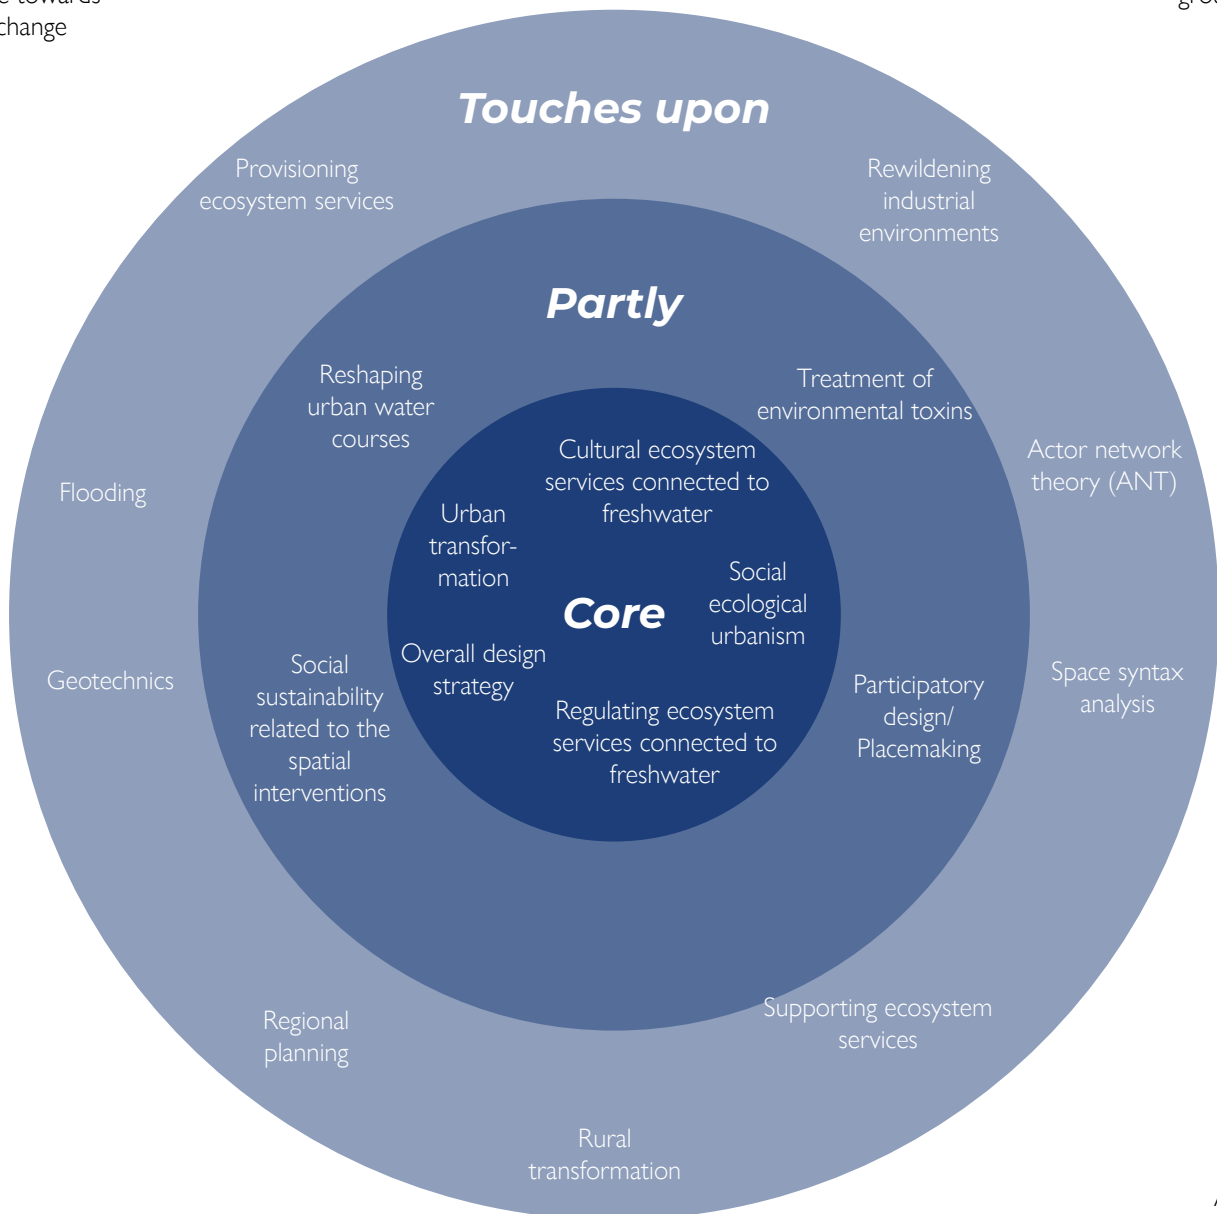 e towards
change
grou
Touches upon
Provisioning
ecosystem services
Rewildening
industrial
environments
Partly
Reshaping
urban water
courses
Treatment of
environmental toxins
Cultural ecosystem
services connected to
freshwater
Actor network
theory (ANT)
Flooding
Urban
transfor-
mation
Social
ecological
urbanism
Core
Overall design
strategy
Geotechnics
Social
sustainability
related to the
spatial
interventions
Regulating ecosystem
services connected to
freshwater
Participatory
design/
Placemaking
Space syntax
analysis
Regional
planning
Supporting ecosystem
services
Rural
transformation